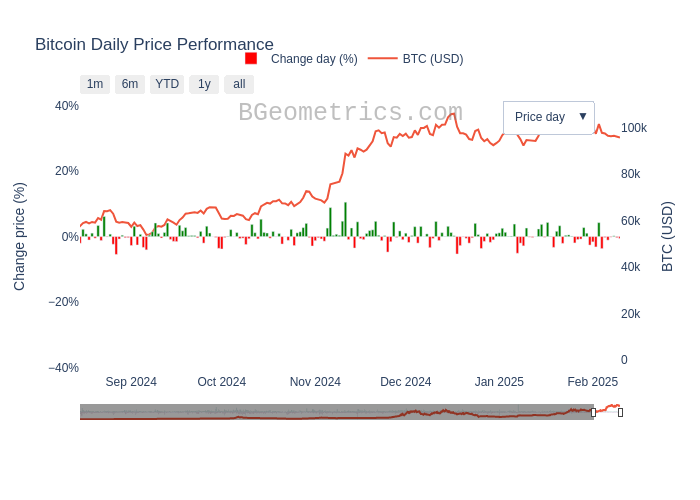 Bitcoin Daily Price Performance
Change day (%)
BTC (USD)
1m
6m
YTD
1y
all
BGeometrics.com
Price day ▼
40%
20%
0%
−20%
−40%
Change price (%)
100k
80k
60k
40k
20k
0
BTC (USD)
Sep 2024
Oct 2024
Nov 2024
Dec 2024
Jan 2025
Feb 2025